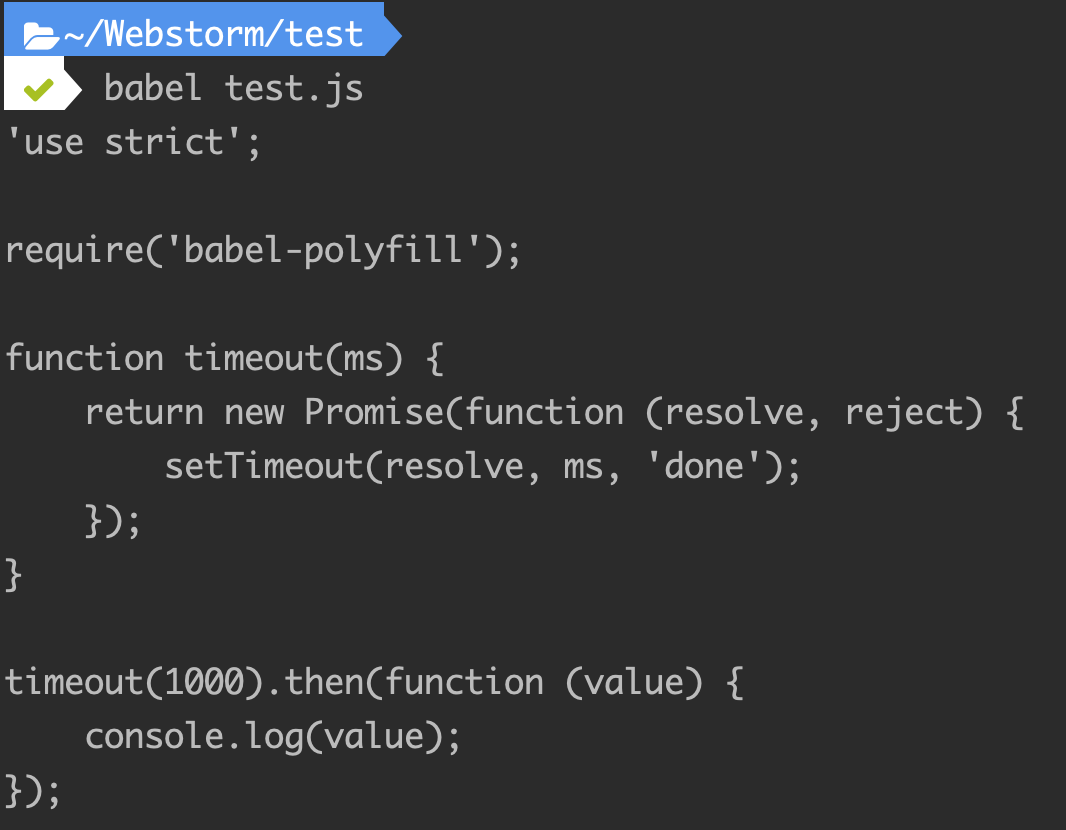 ~/Webstorm/test
babel test.js
'use strict';
require('babel-polyfill');
function timeout(ms) {
    return new Promise(function (resolve, reject) {
        setTimeout(resolve, ms, 'done');
    });
}
timeout(1000).then(function (value) {
    console.log(value);
});